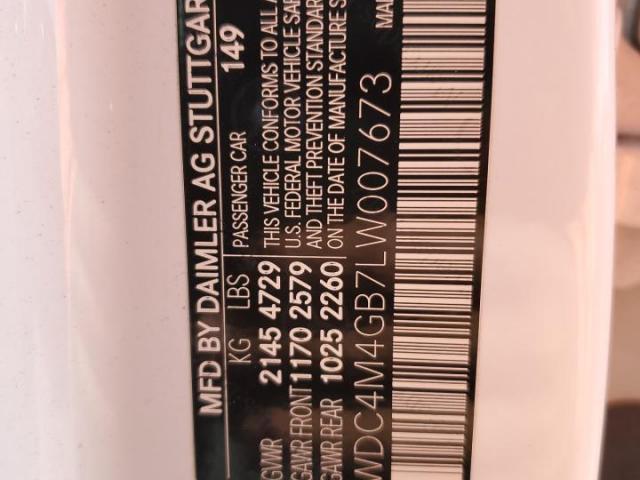 MFD BY DAIMLER AG STUTTGAR
149
KG LBS PASSENGER CAR
GVWR 2145 4729 THIS VEHICLE CONFORMS TO ALL
GAWR FRONT 1170 2579 U.S. FEDERAL MOTOR VEHICLE SAF
GAWR REAR 1025 2260 AND THEFT PREVENTION STANDAR
ON THE DATE OF MANUFACTURE S
WDC4M4GB7LW007673 MA